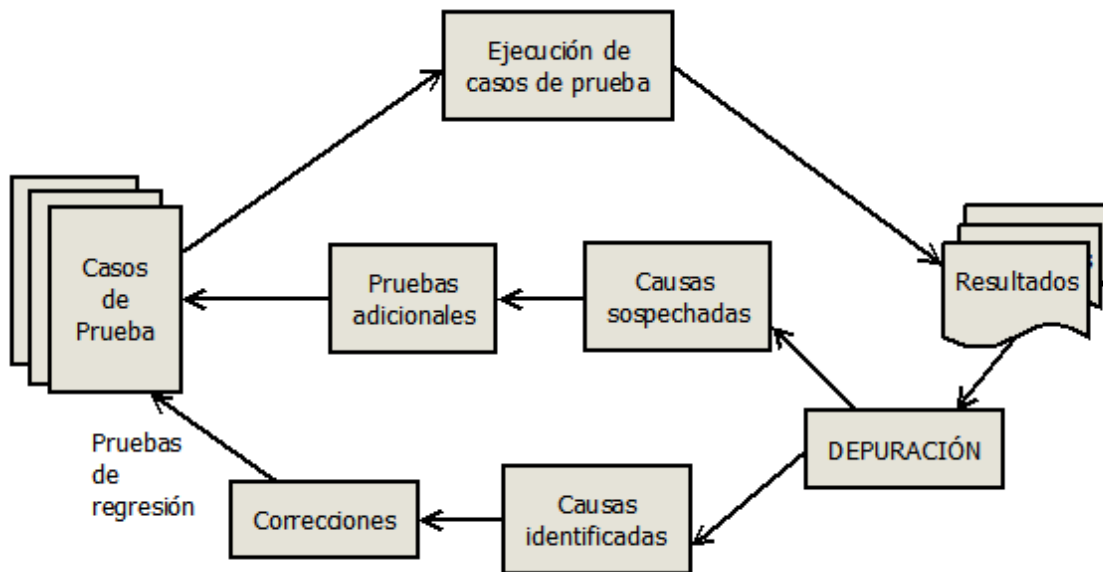 Ejecución de
casos de prueba
Casos
de
Prueba
Pruebas
adicionales
Causas
sospechadas
Resultados
DEPURACIÓN
Pruebas
de
regresión
Correcciones
Causas
identificadas